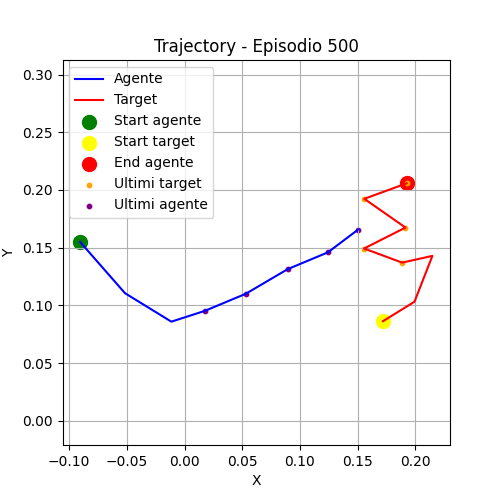 Trajectory - Episodio 500
Agente
Target
Start agente
Start target
End agente
Ultimi target
Ultimi agente
0.30
0.25
0.20
0.15
0.10
0.05
0.00
Y
−0.10 −0.05 0.00 0.05 0.10 0.15 0.20
X